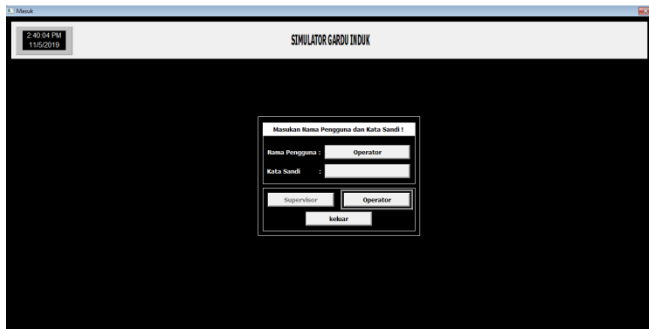 Masuk
2:40:04 PM
11/5/2019
SIMULATOR GARDU INDUK
Masukan Nama Pengguna dan Kata Sandi !
Nama Pengguna : Operator
Kata Sandi :
Supervisor Operator
keluar